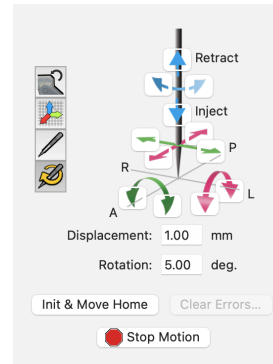 Retract
Inject
P
R
L
A
Displacement: 1.00 mm
Rotation: 5.00 deg.
Init & Move Home Clear Errors...
Stop Motion